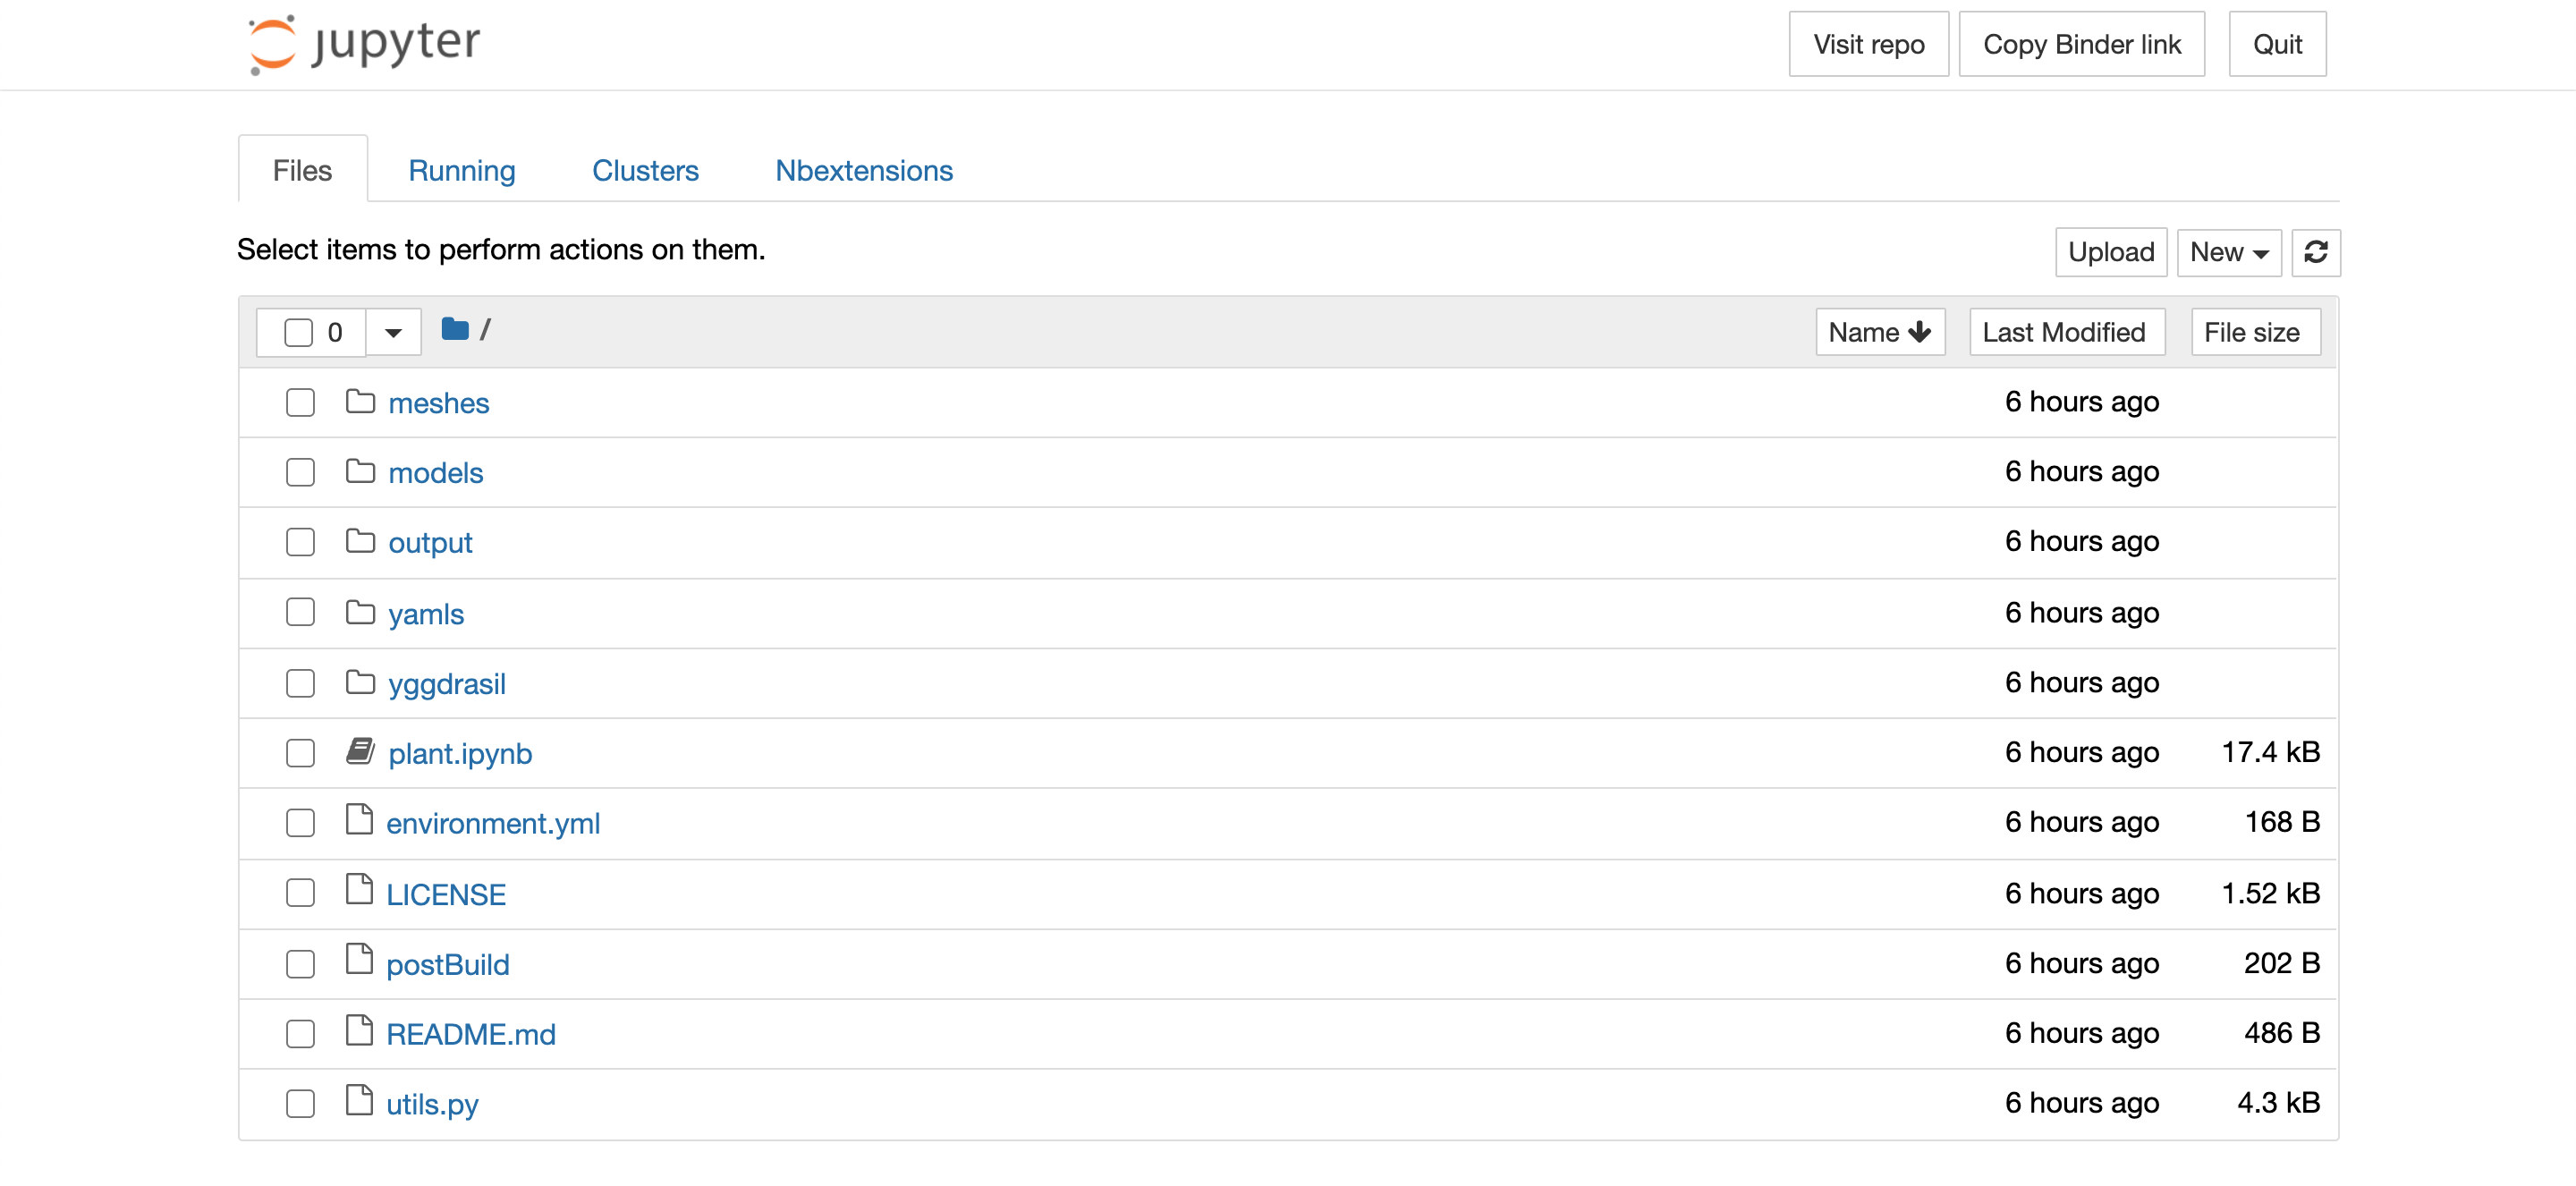 jupyter Visit repo Copy Binder link Quit
Files Running Clusters Nbextensions
Select items to perform actions on them. Upload New
0 / Name Last Modified File size
meshes 6 hours ago
models 6 hours ago
output 6 hours ago
yamls 6 hours ago
yggdrasil 6 hours ago
plant.ipynb 6 hours ago 17.4 kB
environment.yml 6 hours ago 168 B
LICENSE 6 hours ago 1.52 kB
postBuild 6 hours ago 202 B
README.md 6 hours ago 486 B
utils.py 6 hours ago 4.3 kB